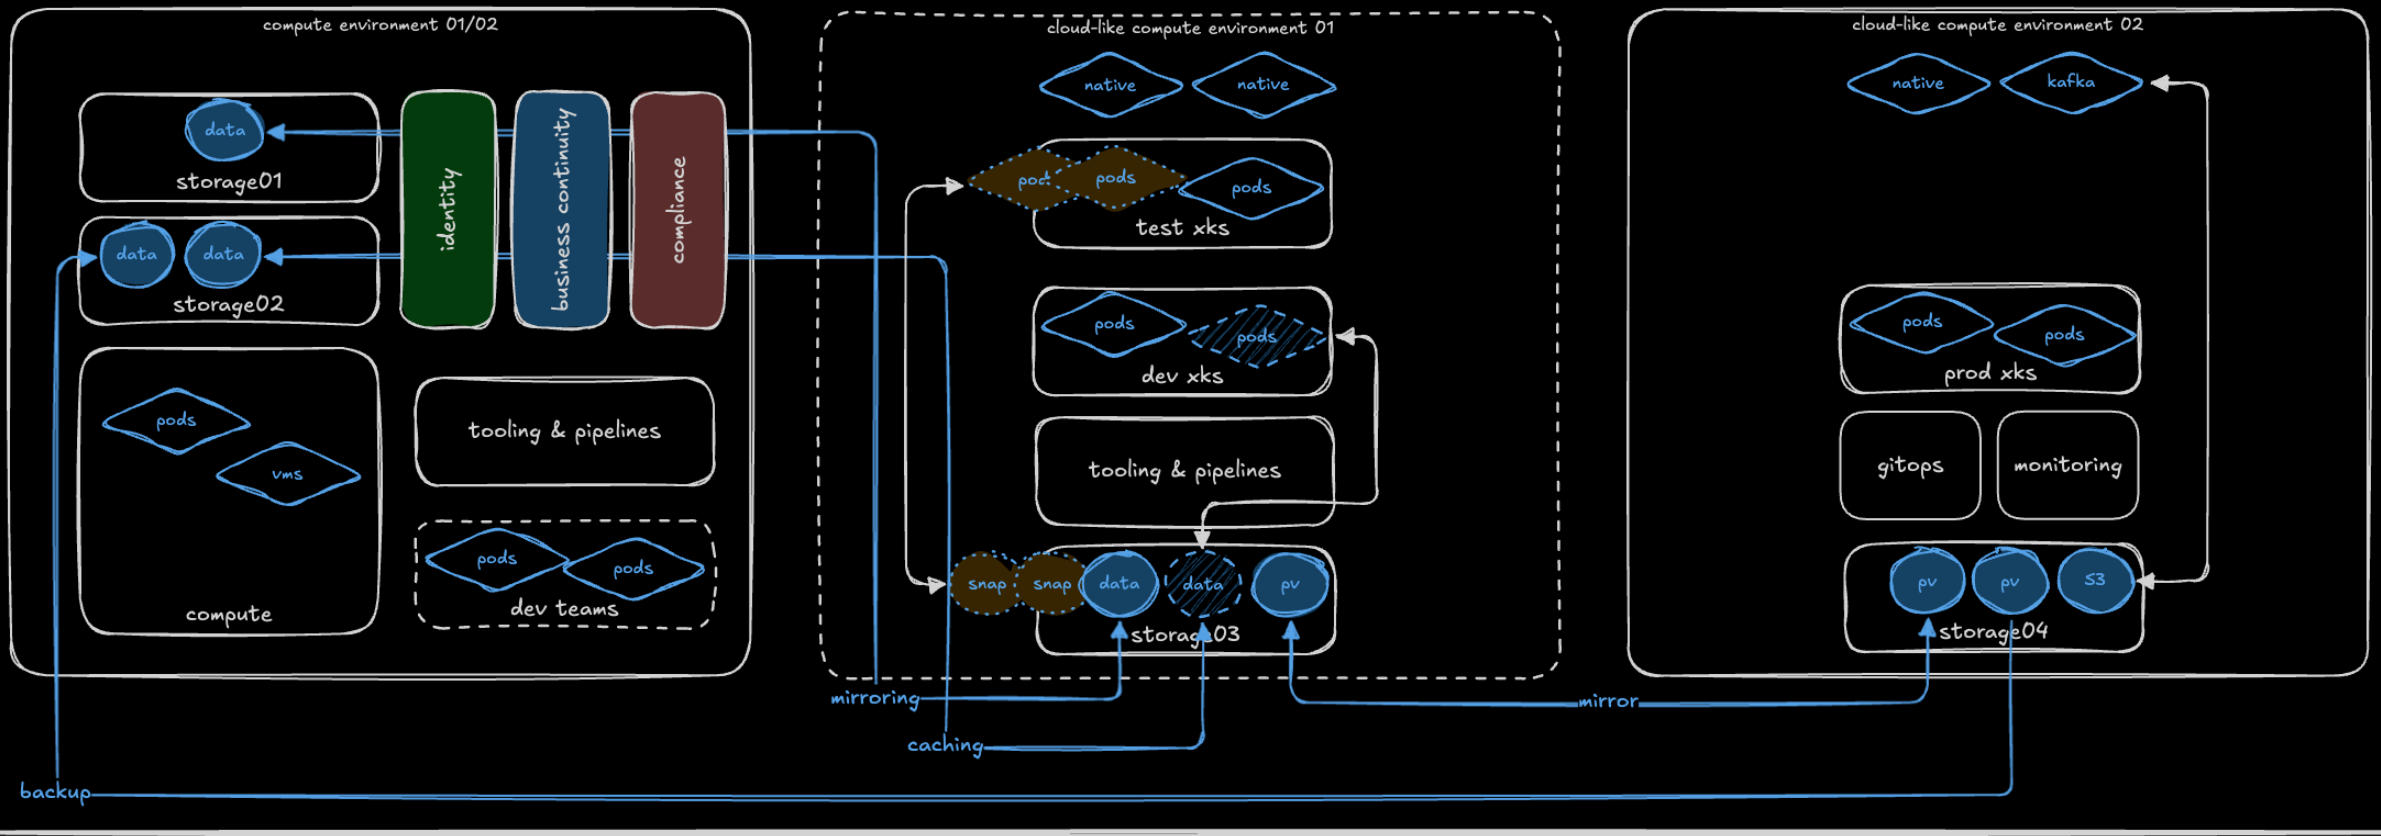 compute environment 01/02
data
storage01
data
data
storage02
identity
business continuity
compliance
pods
vms
compute
tooling & pipelines
pods
pods
dev teams
cloud-like compute environment 01
native
native
pods
pods
test xks
pods
pods
dev xks
tooling & pipelines
snap
snap
data
data
pv
storage03
cloud-like compute environment 02
native
kafka
pods
pods
prod xks
gitops
monitoring
pv
pv
S3
storage04
mirroring
mirror
caching
backup